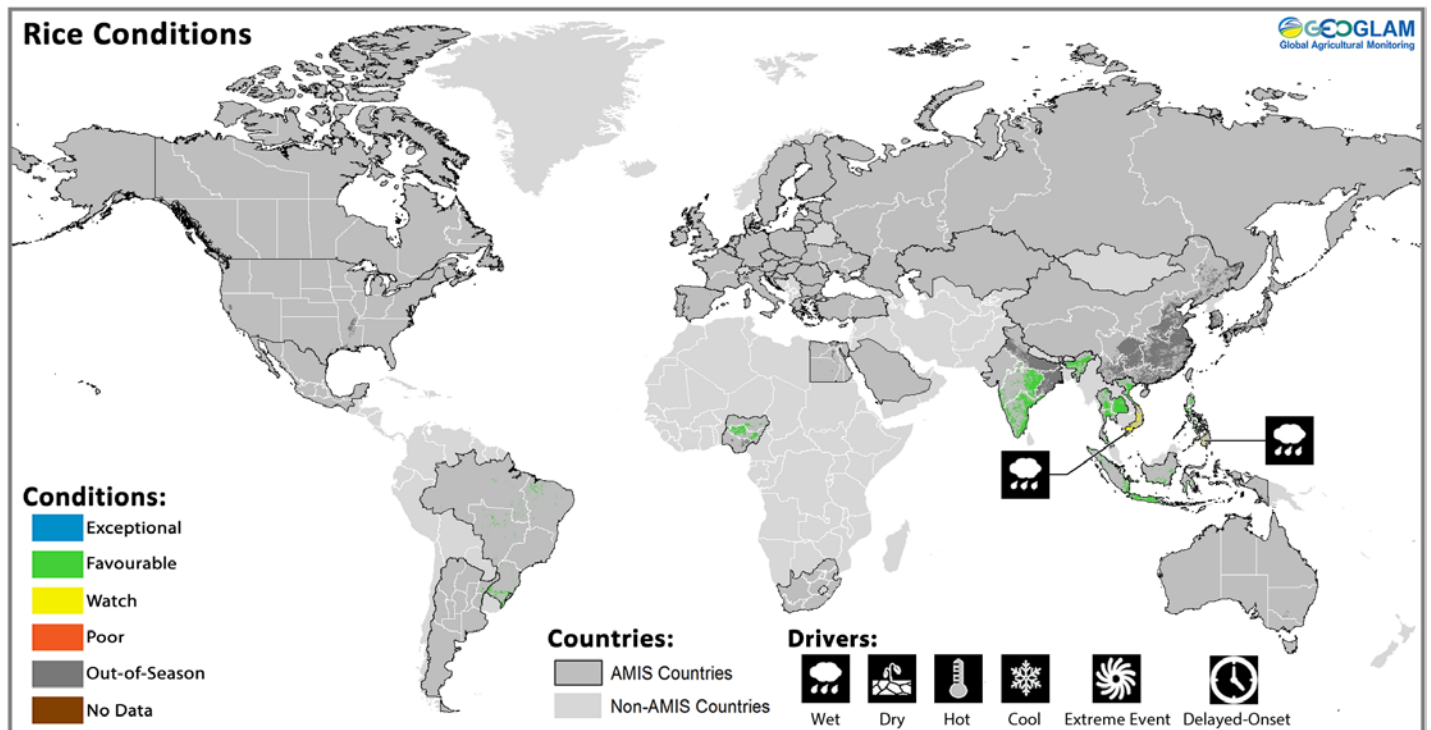 Rice Conditions
GEOGLAM
Global Agricultural Monitoring
Conditions:
Exceptional
Favourable
Watch
Poor
Out-of-Season
No Data
Countries:
AMIS Countries
Non-AMIS Countries
Drivers:
Wet
Dry
Hot
Cool
Extreme Event
Delayed-Onset